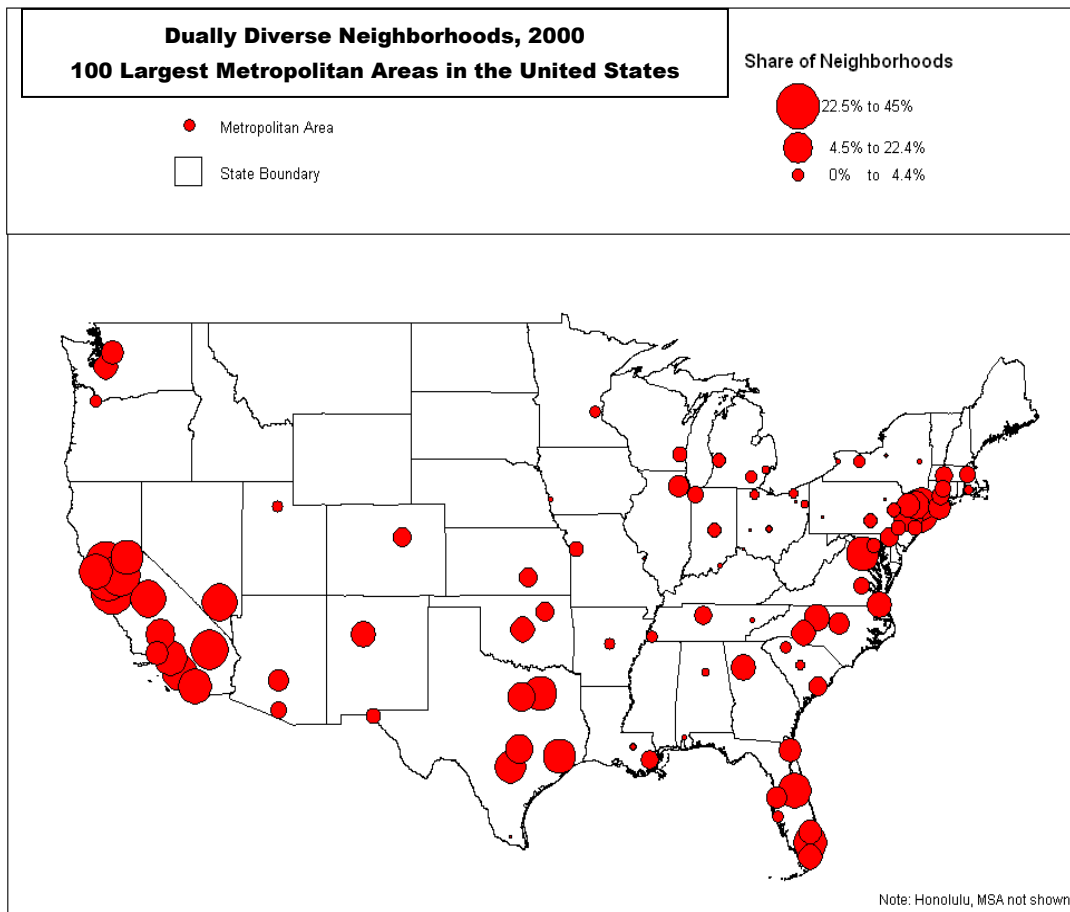 Dually Diverse Neighborhoods, 2000
100 Largest Metropolitan Areas in the United States
Metropolitan Area
State Boundary
Share of Neighborhoods
22.5% to 45%
4.5% to 22.4%
0% to 4.4%
Note: Honolulu, MSA not shown